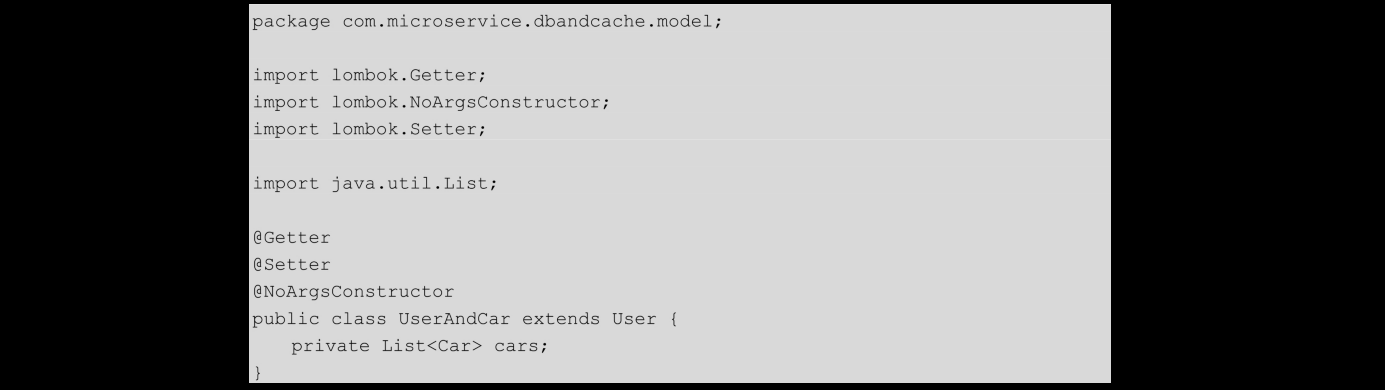 package com.microservice.dbandcache.model;
import lombok.Getter;
import lombok.NoArgsConstructor;
import lombok.Setter;
import java.util.List;
@Getter
@Setter
@NoArgsConstructor
public class UserAndCar extends User {
private List<Car> cars;
}